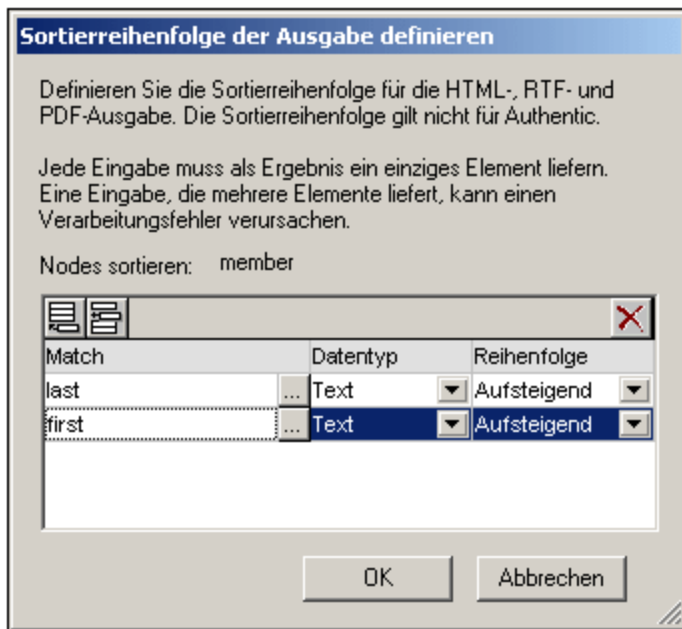 Sortierreihenfolge der Ausgabe definieren
Definieren Sie die Sortierreihenfolge für die HTML-, RTF- und
PDF-Ausgabe. Die Sortierreihenfolge gilt nicht für Authentic.
Jede Eingabe muss als Ergebnis ein einziges Element liefern.
Eine Eingabe, die mehrere Elemente liefert, kann einen
Verarbeitungsfehler verursachen.
Nodes sortieren: member
Match Datentyp Reihenfolge
last ... Text Aufsteigend
first ... Text Aufsteigend
OK Abbrechen